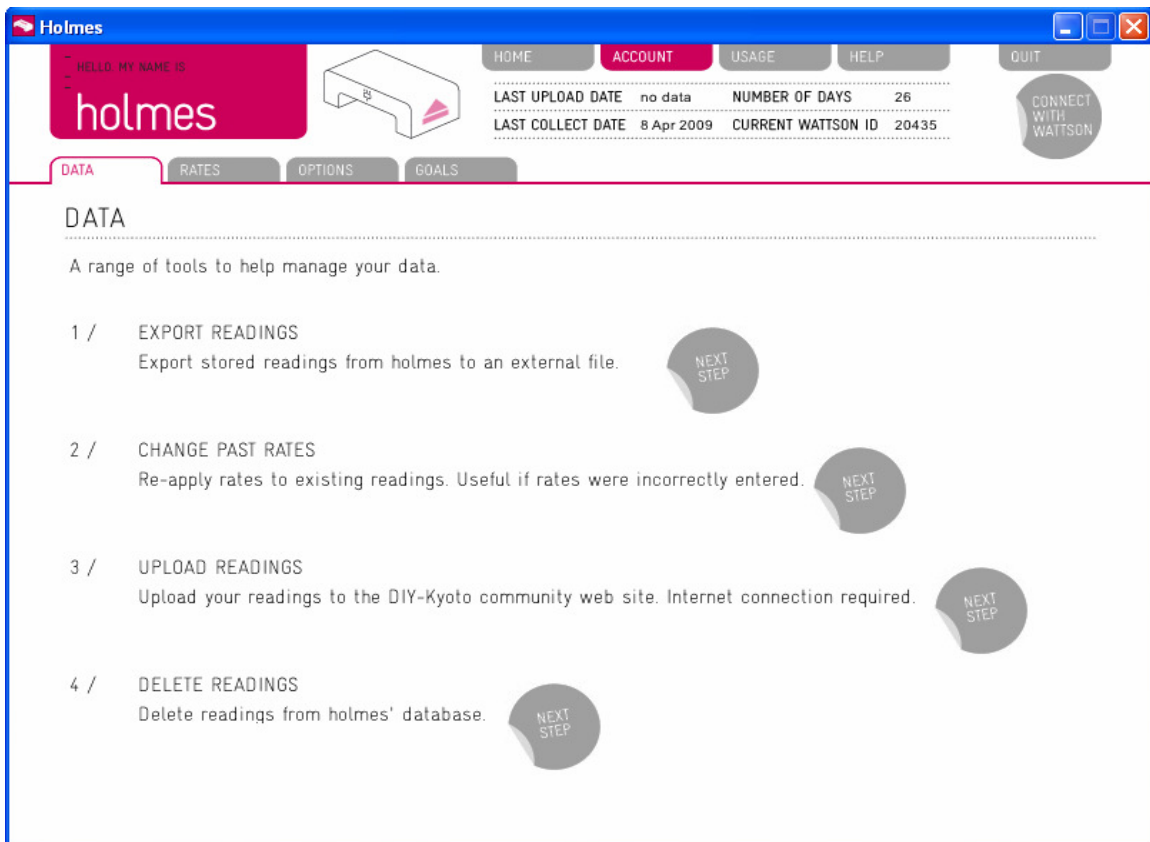 Holmes
HELLO. MY NAME IS
holmes
HOME ACCOUNT USAGE HELP QUIT
LAST UPLOAD DATE no data NUMBER OF DAYS 26
LAST COLLECT DATE 8 Apr 2009 CURRENT WATTSON ID 20435
CONNECT
WITH
WATTSON
DATA RATES OPTIONS GOALS
DATA
A range of tools to help manage your data.
1 / EXPORT READINGS
Export stored readings from holmes to an external file.
NEXT
STEP
2 / CHANGE PAST RATES
Re-apply rates to existing readings. Useful if rates were incorrectly entered.
NEXT
STEP
3 / UPLOAD READINGS
Upload your readings to the DIY-Kyoto community web site. Internet connection required.
NEXT
STEP
4 / DELETE READINGS
Delete readings from holmes' database.
NEXT
STEP